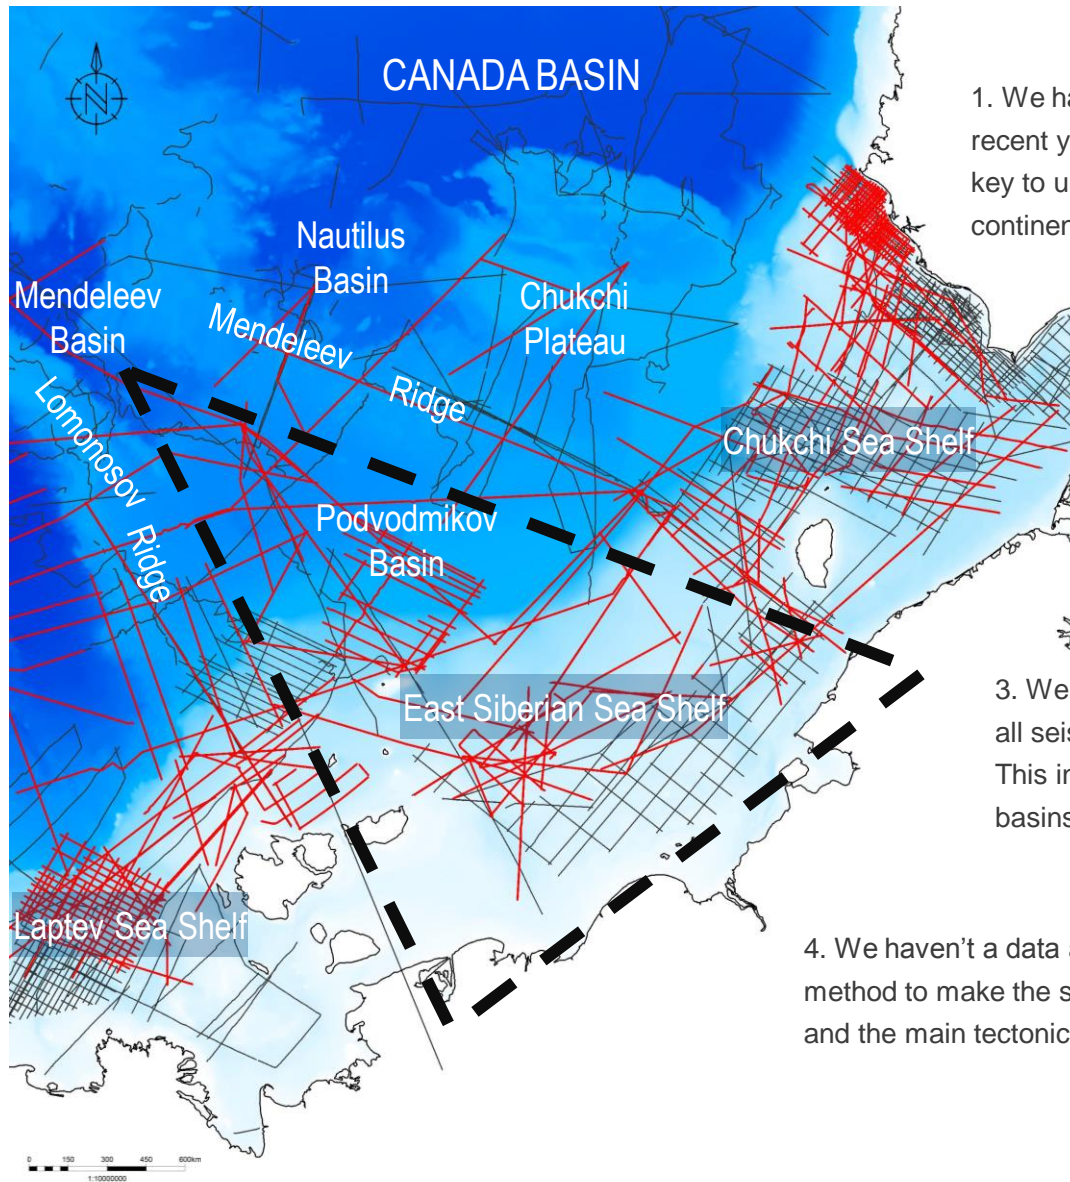 CANADA BASIN
1. We ha
recent y
key to u
continen
N
Nautilus
Basin
Mendeleev
Basin
Mendeleev
Ridge
Chukchi
Plateau
Lomonosov
Ridge
Chukchi Sea Shelf
Podvodmikov
Basin
East Siberian Sea Shelf
3. We
all seis
This in
basins
Laptev Sea Shelf
4. We haven’t a data a
method to make the s
and the main tectonic
0 150 300 450 600km
1:10000000